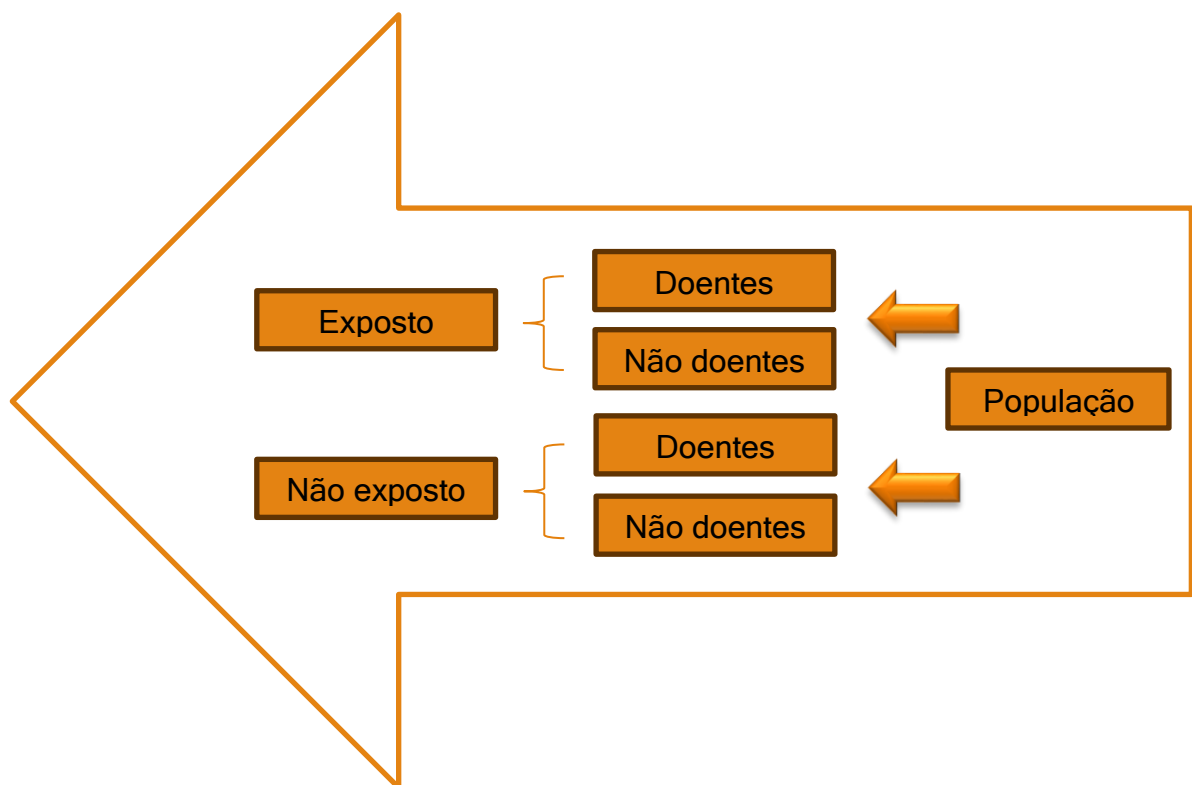 Doentes
Exposto
Não doentes
População
Doentes
Não exposto
Não doentes